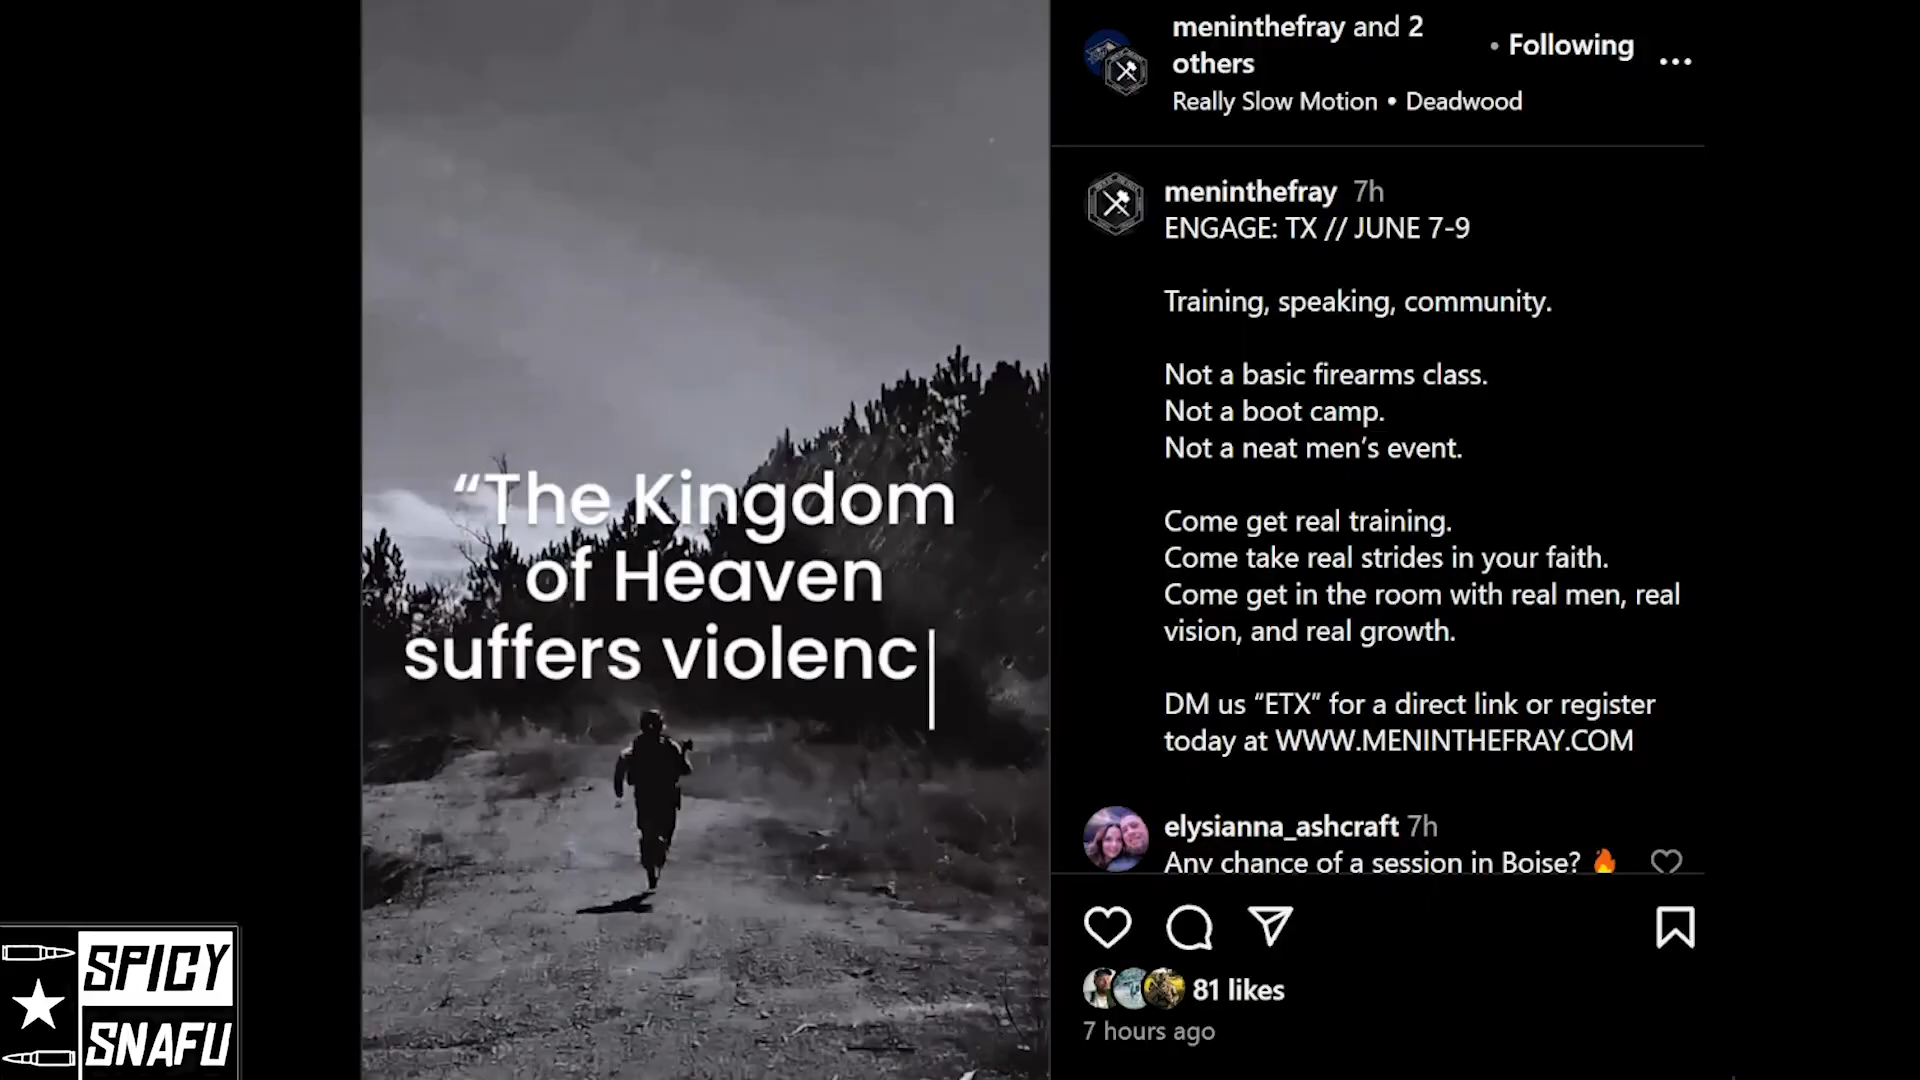 “The Kingdom
of Heaven
suffers violenc
meninthefray and 2
others
• Following
Really Slow Motion • Deadwood
meninthefray 7h
ENGAGE: TX // JUNE 7-9
Training, speaking, community.
Not a basic firearms class.
Not a boot camp.
Not a neat men’s event.
Come get real training.
Come take real strides in your faith.
Come get in the room with real men, real
vision, and real growth.
DM us “ETX” for a direct link or register
today at WWW.MENINTHEFRAY.COM
elysianna_ashcraft 7h
Any chance of a session in Boise? 🔥
81 likes
7 hours ago
SPICY
SNAFU